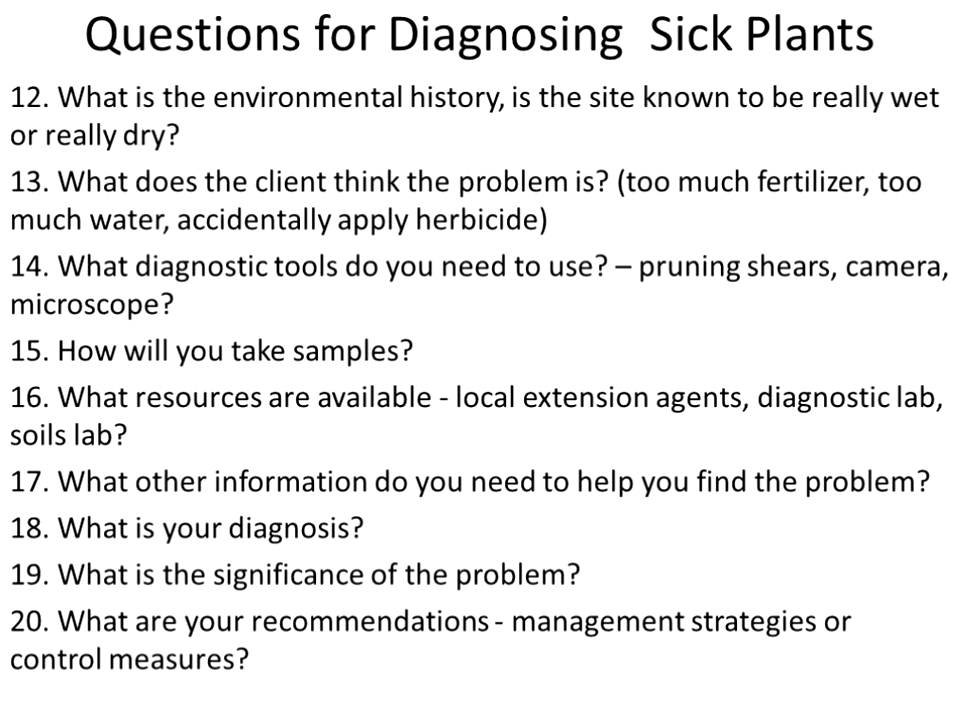 Questions for Diagnosing  Sick Plants
12. What is the environmental history, is the site known to be really wet
or really dry?
13. What does the client think the problem is? (too much fertilizer, too
much water, accidentally apply herbicide)
14. What diagnostic tools do you need to use? – pruning shears, camera,
microscope?
15. How will you take samples?
16. What resources are available - local extension agents, diagnostic lab,
soils lab?
17. What other information do you need to help you find the problem?
18. What is your diagnosis?
19. What is the significance of the problem?
20. What are your recommendations - management strategies or
control measures?